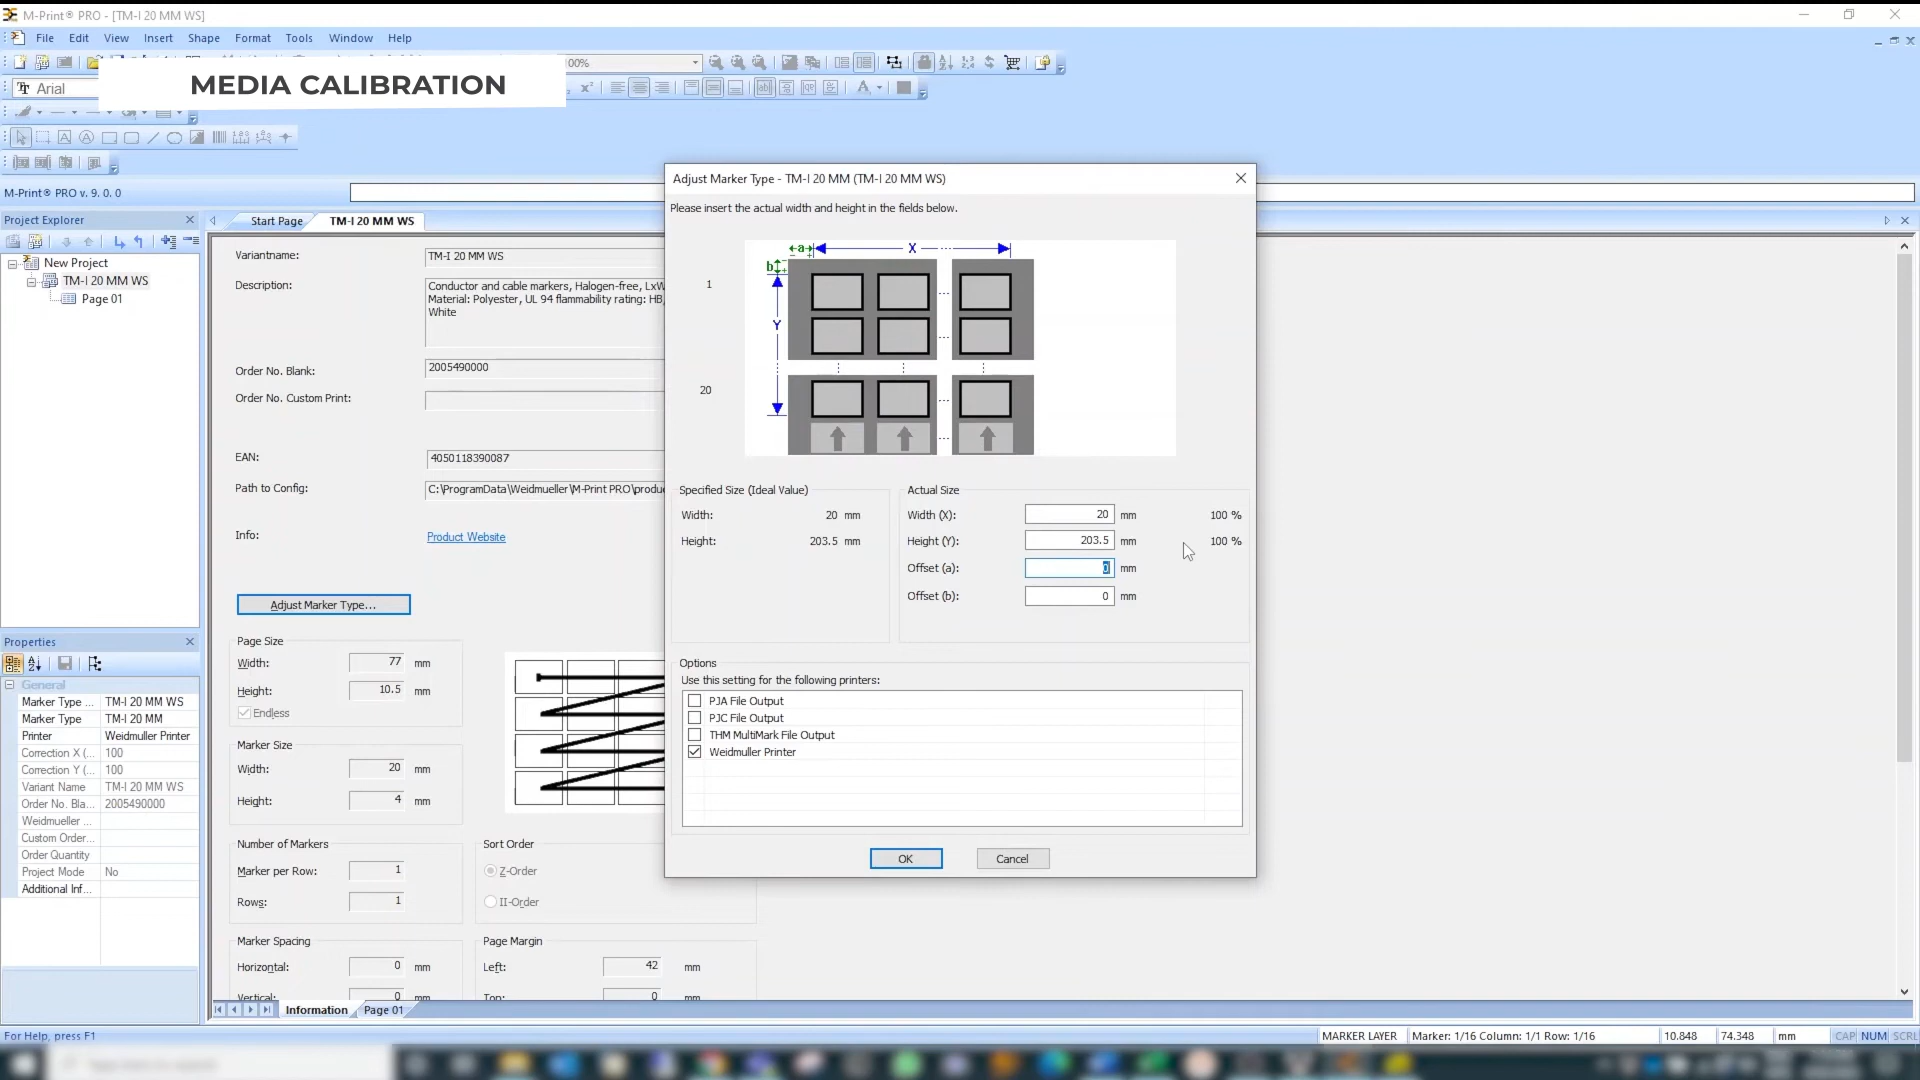 M-Print® PRO - [TM-I 20 MM WS]
File Edit View Insert Shape Format Tools Window Help
00%
MEDIA CALIBRATION
Arial
M-Print® PRO v. 9. 0. 0
Project Explorer
New Project
TM-I 20 MM WS
Page 01
Start Page TM-I 20 MM WS
Variantname: TM-I 20 MM WS
Description: Conductor and cable markers, Halogen-free, LxW
Material: Polyester, UL 94 flammability rating: HB,
White
Order No. Blank: 2005490000
Order No. Custom Print:
EAN: 4050118390087
Path to Config: C:\ProgramData\Weidmueller\M-Print PRO\produ
Info: Product Website
Adjust Marker Type...
Page Size
Width: 77 mm
Height: 10.5 mm
Endless
Marker Size
Width: 20 mm
Height: 4 mm
Number of Markers
Marker per Row: 1
Rows: 1
Sort Order
Z-Order
II-Order
Marker Spacing
Horizontal: 0 mm
Vertical: 0 mm
Page Margin
Left: 42 mm
Top: 0 mm
Information Page 01
Properties
General
Marker Type ... TM-I 20 MM WS
Marker Type TM-I 20 MM
Printer Weidmuller Printer
Correction X (... 100
Correction Y (... 100
Variant Name TM-I 20 MM WS
Order No. Bla... 2005490000
Weidmueller ...
Custom Order...
Order Quantity
Project Mode No
Additional Inf...
Adjust Marker Type - TM-I 20 MM (TM-I 20 MM WS)
Please insert the actual width and height in the fields below.
a X
b
1
Y
20
Specified Size (Ideal Value)
Width: 20 mm
Height: 203.5 mm
Actual Size
Width (X): 20 mm 100 %
Height (Y): 203.5 mm 100 %
Offset (a): 0 mm
Offset (b): 0 mm
Options
Use this setting for the following printers:
PJA File Output
PJC File Output
THM MultiMark File Output
Weidmuller Printer
OK Cancel
For Help, press F1
MARKER LAYER Marker: 1/16 Column: 1/1 Row: 1/16 10.848 74.348 mm CAP NUM SCRL